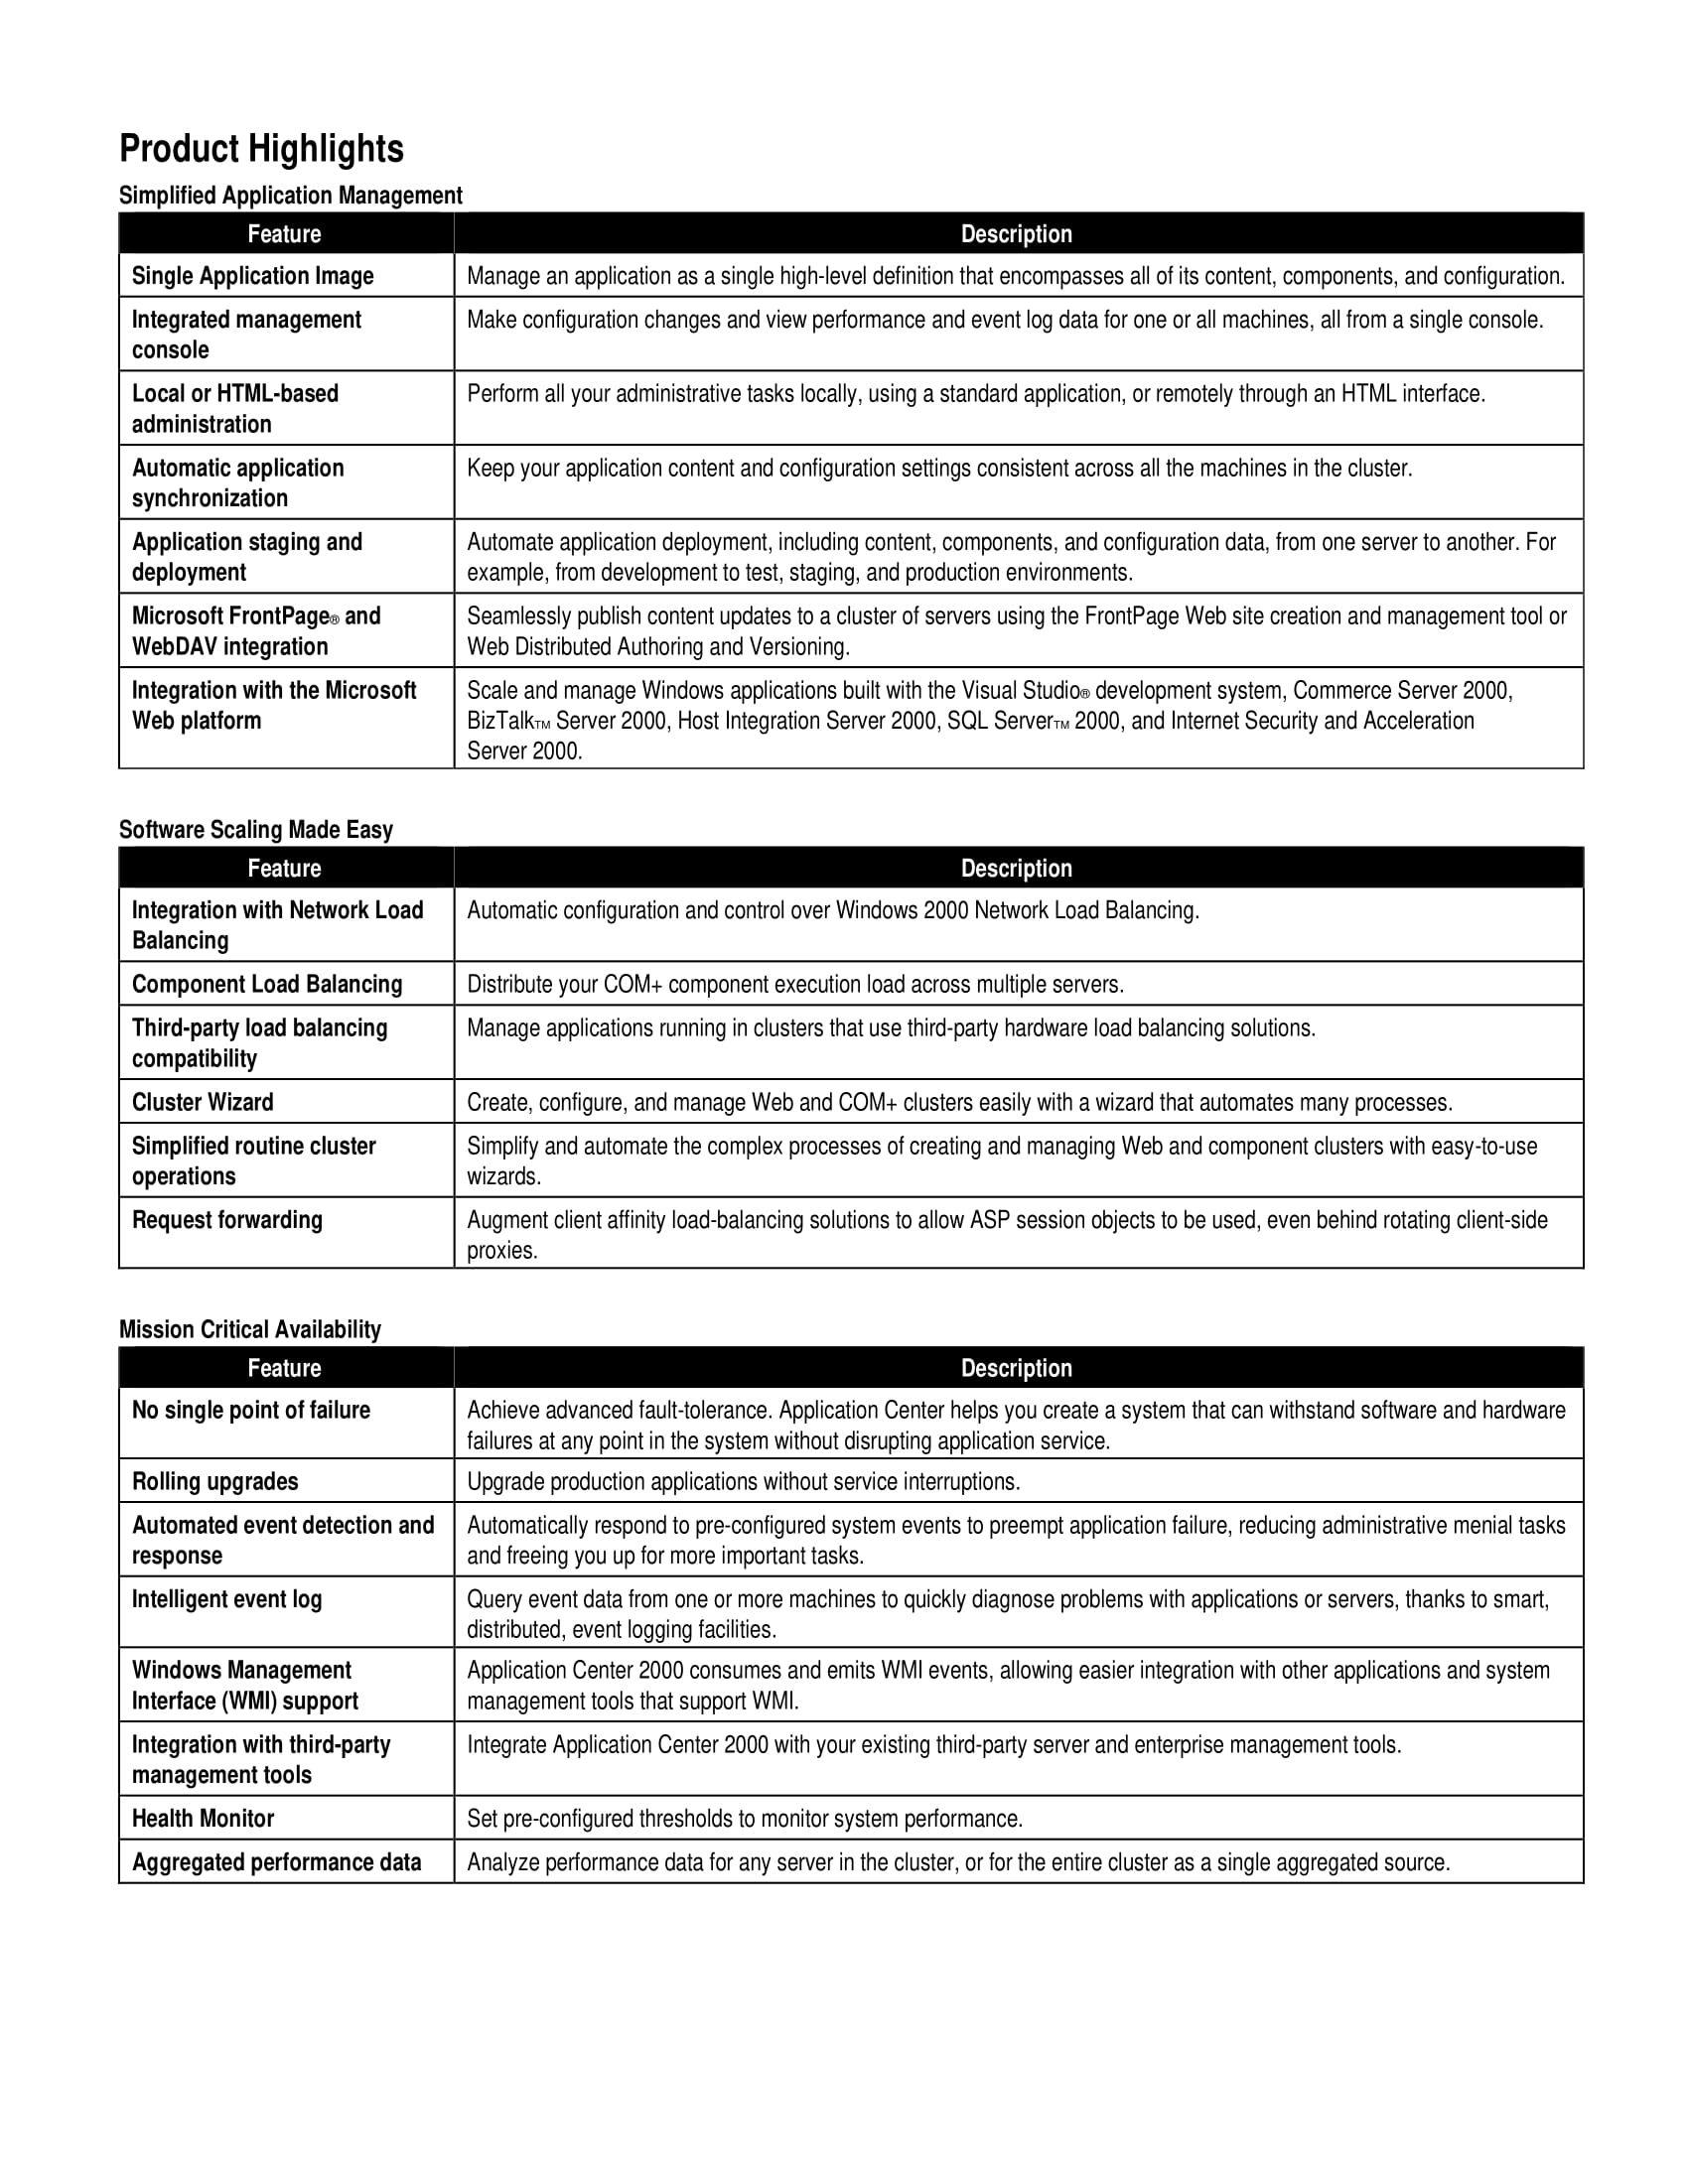 Product Highlights
Simplified Application Management
Feature Description
Single Application Image Manage an application as a single high-level definition that encompasses all of its content, components, and configuration.
Integrated management Make configuration changes and view performance and event log data for one or all machines, all from a single console.
console
Local or HTML-based Perform all your administrative tasks locally, using a standard application, or remotely through an HTML interface.
administration
Automatic application Keep your application content and configuration settings consistent across all the machines in the cluster.
synchronization
Application staging and Automate application deployment, including content, components, and configuration data, from one server to another. For
deployment example, from development to test, staging, and production environments.
Microsoft FrontPage® and Seamlessly publish content updates to a cluster of servers using the FrontPage Web site creation and management tool or
WebDAV integration Web Distributed Authoring and Versioning.
Integration with the Microsoft Scale and manage Windows applications built with the Visual Studio® development system, Commerce Server 2000,
Web platform BizTalk™ Server 2000, Host Integration Server 2000, SQL Server™ 2000, and Internet Security and Acceleration
Server 2000.
Software Scaling Made Easy
Feature Description
Integration with Network Load Automatic configuration and control over Windows 2000 Network Load Balancing.
Balancing
Component Load Balancing Distribute your COM+ component execution load across multiple servers.
Third-party load balancing Manage applications running in clusters that use third-party hardware load balancing solutions.
compatibility
Cluster Wizard Create, configure, and manage Web and COM+ clusters easily with a wizard that automates many processes.
Simplified routine cluster Simplify and automate the complex processes of creating and managing Web and component clusters with easy-to-use
operations wizards.
Request forwarding Augment client affinity load-balancing solutions to allow ASP session objects to be used, even behind rotating client-side
proxies.
Mission Critical Availability
Feature Description
No single point of failure Achieve advanced fault-tolerance. Application Center helps you create a system that can withstand software and hardware
failures at any point in the system without disrupting application service.
Rolling upgrades Upgrade production applications without service interruptions.
Automated event detection and Automatically respond to pre-configured system events to preempt application failure, reducing administrative menial tasks
response and freeing you up for more important tasks.
Intelligent event log Query event data from one or more machines to quickly diagnose problems with applications or servers, thanks to smart,
distributed, event logging facilities.
Windows Management Application Center 2000 consumes and emits WMI events, allowing easier integration with other applications and system
Interface (WMI) support management tools that support WMI.
Integration with third-party Integrate Application Center 2000 with your existing third-party server and enterprise management tools.
management tools
Health Monitor Set pre-configured thresholds to monitor system performance.
Aggregated performance data Analyze performance data for any server in the cluster, or for the entire cluster as a single aggregated source.